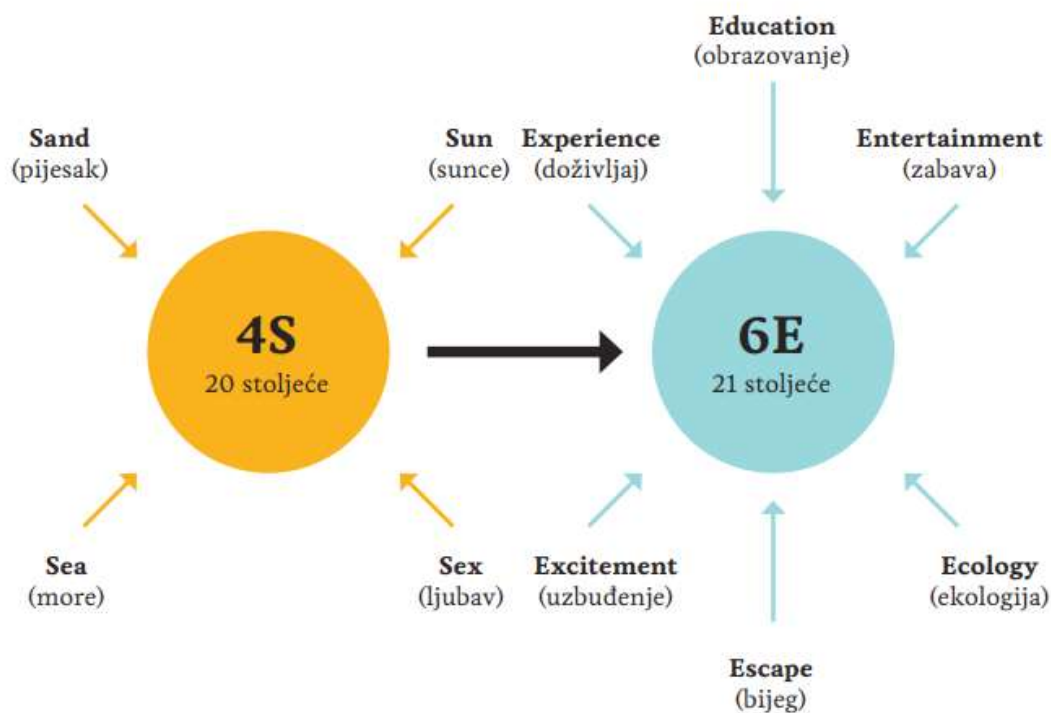 Education
(obrazovanje)
Sand
(pijesak)
Sun
(sunce)
Experience
(doživljaj)
Entertainment
(zabava)
4S
20 stoljeće
6E
21 stoljeće
Sea
(more)
Sex
(ljubav)
Excitement
(uzbuđenje)
Ecology
(ekologija)
Escape
(bijeg)